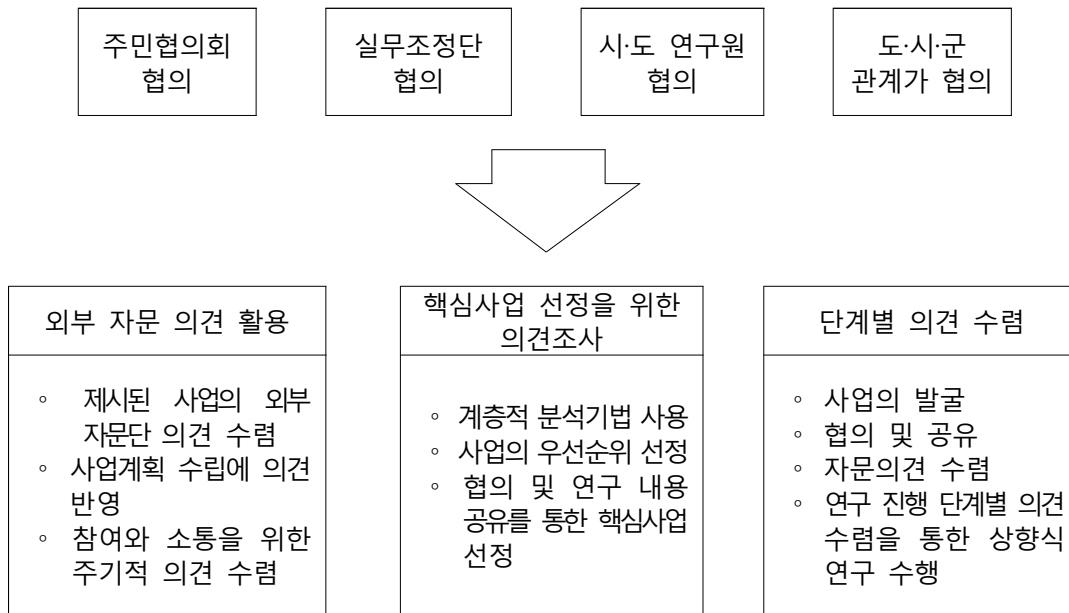 주민협의회
협의
실무조정단
협의
시·도 연구원
협의
도·시·군
관계가 협의
외부 자문 의견 활용
◦ 제시된 사업의 외부
자문단 의견 수렴
◦ 사업계획 수립에 의견
반영
◦ 참여와 소통을 위한
주기적 의견 수렴
핵심사업 선정을 위한
의견조사
◦ 계층적 분석기법 사용
◦ 사업의 우선순위 선정
◦ 협의 및 연구 내용
공유를 통한 핵심사업
선정
단계별 의견 수렴
◦ 사업의 발굴
◦ 협의 및 공유
◦ 자문의견 수렴
◦ 연구 진행 단계별 의견
수렴을 통한 상향식
연구 수행